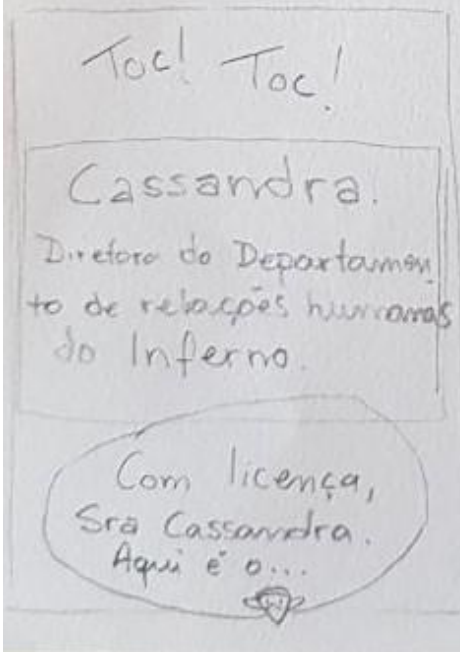 Toc! Toc!
Cassandra.
Diretora do Departamen
to de relações humanas
do Inferno.
Com licença,
Sra Cassandra.
Aqui é o...